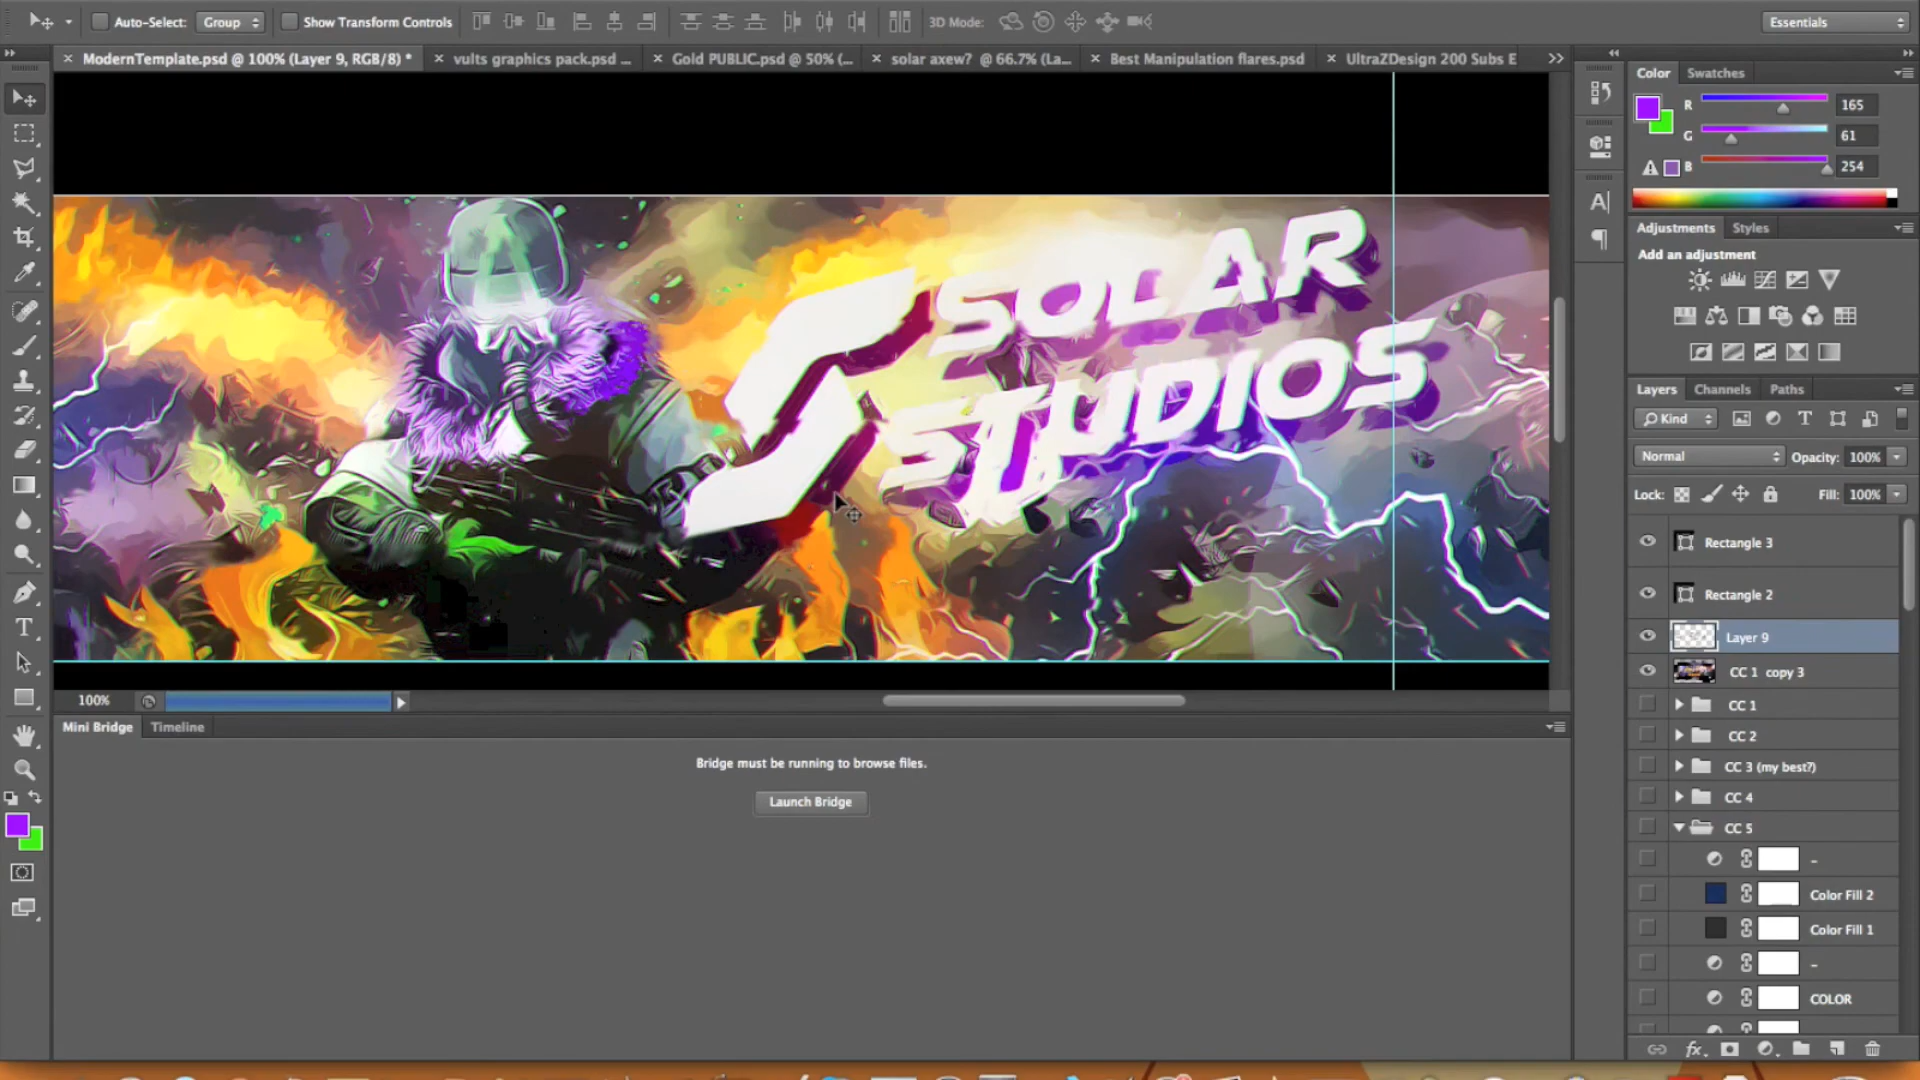 Auto-Select: Group Show Transform Controls 3D Mode: Essentials
ModernTemplate.psd @ 100% (Layer 9, RGB/8) * vults graphics pack.psd ... Gold PUBLIC.psd @ 50% (... solar axew? @ 66.7% (La... Best Manipulation flares.psd UltraZDesign 200 Subs E
Color Swatches
R 165
G 61
B 254
Adjustments Styles
Add an adjustment
SOLAR
STUDIOS
Layers Channels Paths
Kind
Normal Opacity: 100%
Lock: Fill: 100%
Rectangle 3
Rectangle 2
Layer 9
CC 1 copy 3
CC 1
CC 2
CC 3 (my best?)
CC 4
CC 5
-
Color Fill 2
Color Fill 1
-
COLOR
100%
Mini Bridge Timeline
Bridge must be running to browse files.
Launch Bridge